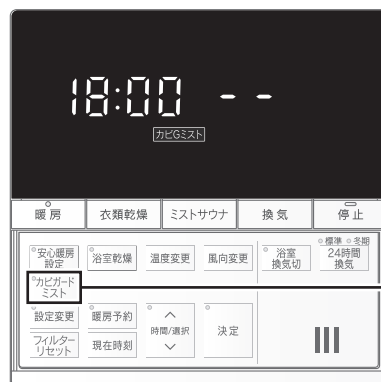 18:00 - -
カビGミスト
暖房
衣類乾燥
ミストサウナ
換気
停止
安心暖房
設定
浴室乾燥
温度変更
風向変更
浴室
換気切
標準 冬期
24時間
換気
カビガード
ミスト
設定変更
暖房予約
時間/選択
決定
フィルター
リセット
現在時刻